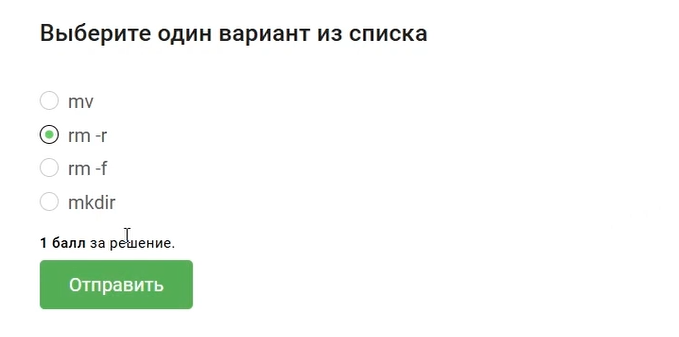 Выберите один вариант из списка
mv
rm -r
rm -f
mkdir
1 балл за решение.
Отправить